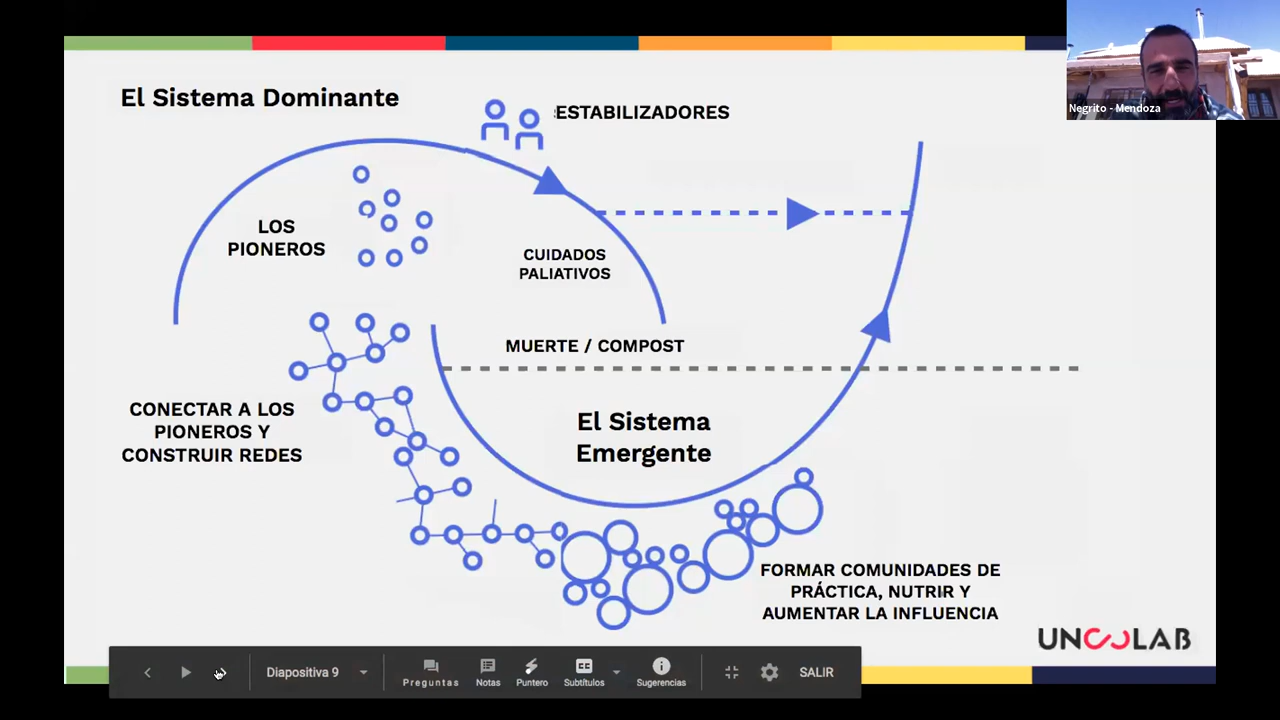 El Sistema Dominante
ESTABILIZADORES
Negrito - Mendoza
LOS
PIONEROS
CUIDADOS
PALIATIVOS
MUERTE / COMPOST
CONECTAR A LOS
PIONEROS Y
CONSTRUIR REDES
El Sistema
Emergente
FORMAR COMUNIDADES DE
PRÁCTICA, NUTRIR Y
AUMENTAR LA INFLUENCIA
UNCOLAB
Diapositiva 9
Preguntas
Notas
Puntero
CC
Subtítulos
Sugerencias
SALIR